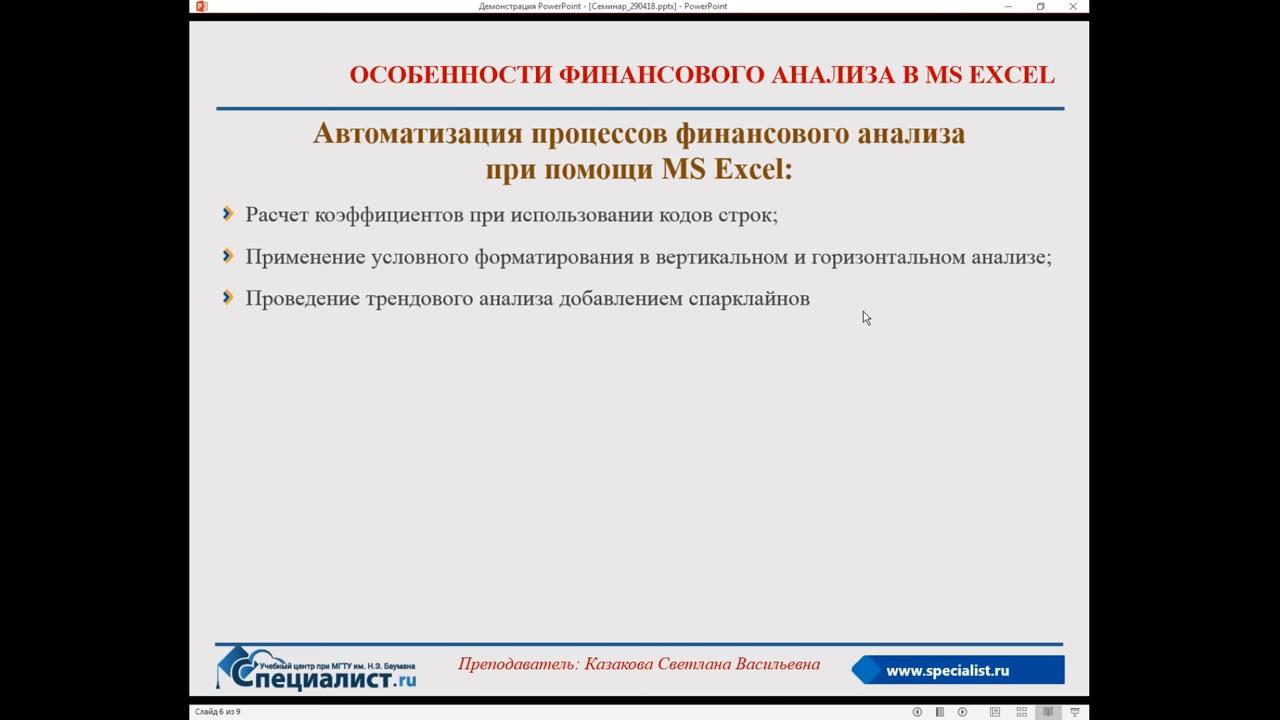 Демонстрация PowerPoint - [Семинар_290418.pptx] - PowerPoint
ОСОБЕННОСТИ ФИНАНСОВОГО АНАЛИЗА В MS EXCEL
Автоматизация процессов финансового анализа
при помощи MS Excel:
Расчет коэффициентов при использовании кодов строк;
Применение условного форматирования в вертикальном и горизонтальном анализе;
Проведение трендового анализа добавлением спарклайнов
Учебный центр при МГТУ им. Н.Э. Баумана
Специалист.ru
Преподаватель: Казакова Светлана Васильевна
www.specialist.ru
Слайд 6 из 9